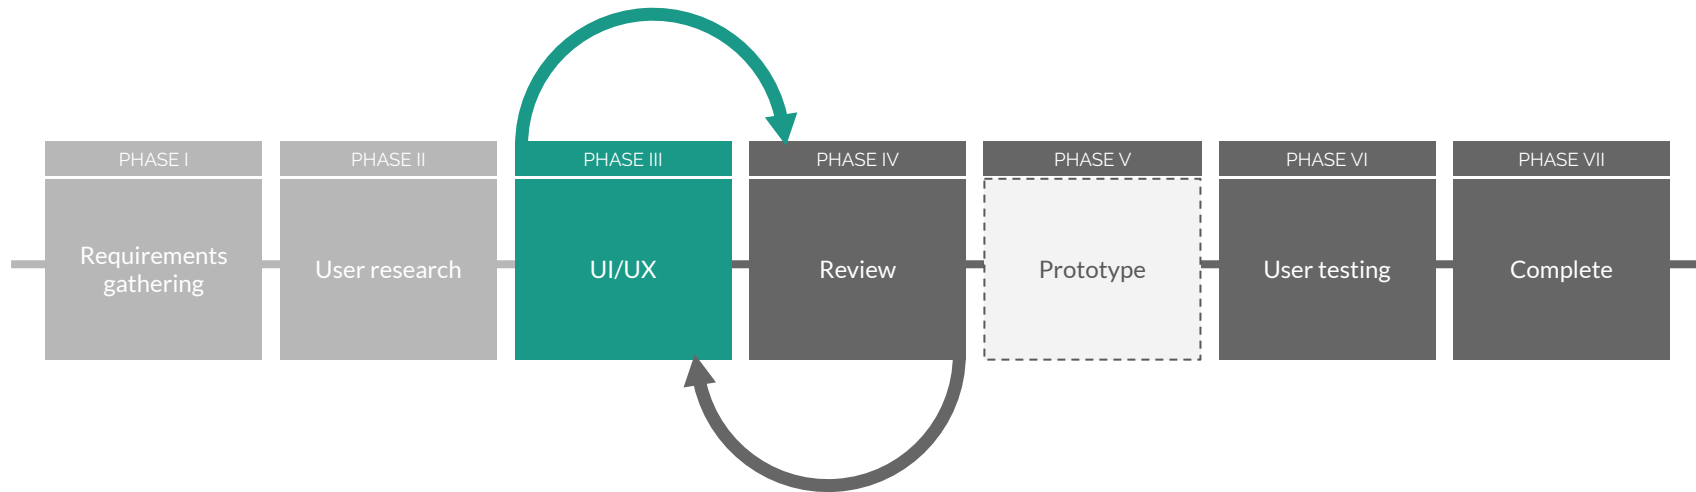 PHASE I
PHASE II
PHASE III
PHASE IV
PHASE V
PHASE VI
PHASE VII
Requirements
gathering
User research
UI/UX
Review
Prototype
User testing
Complete